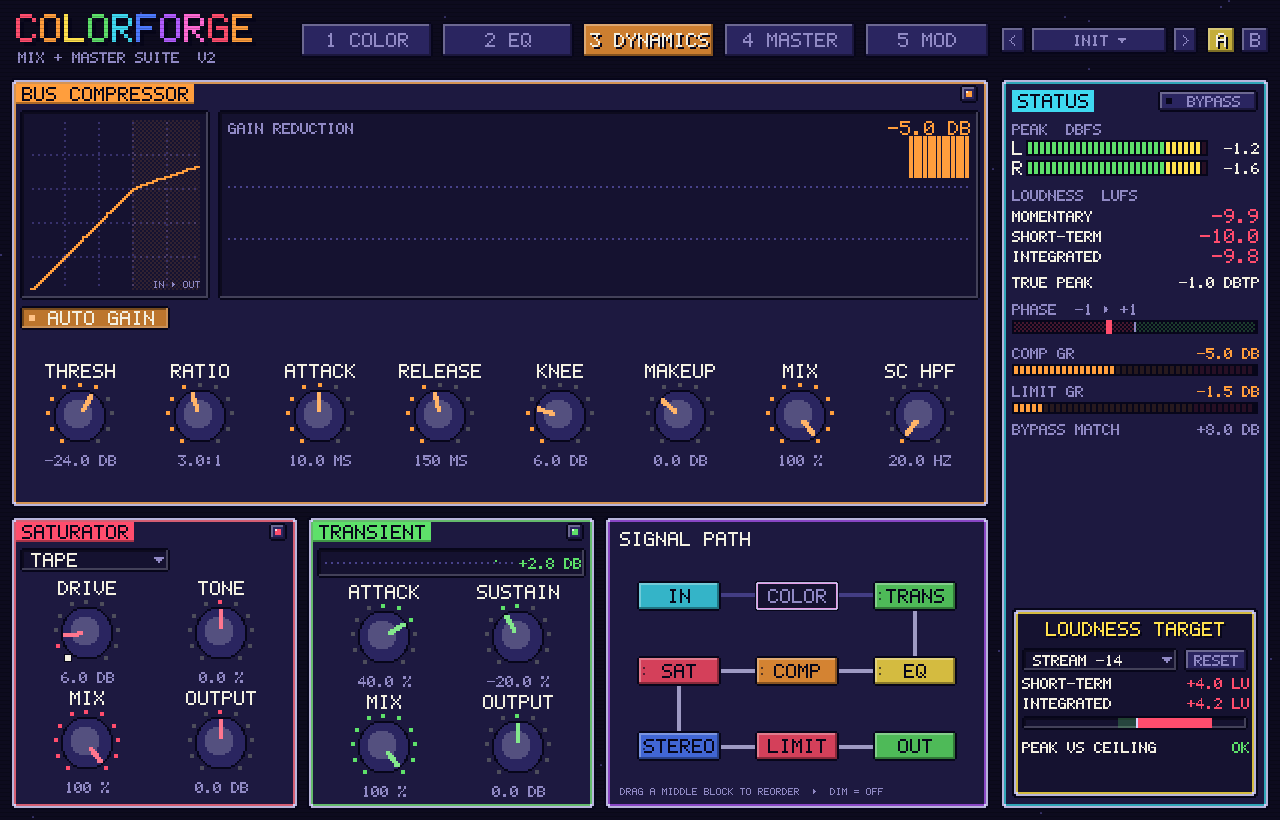 COLORFORGE
MIX + MASTER SUITE V2
1 COLOR
2 EQ
3 DYNAMICS
4 MASTER
5 MOD
<
INIT
>
A
B
BUS COMPRESSOR
IN OUT
GAIN REDUCTION
-5.0 DB
AUTO GAIN
THRESH RATIO ATTACK RELEASE KNEE MAKEUP MIX SC HPF
-24.0 DB 3.0:1 10.0 MS 150 MS 6.0 DB 0.0 DB 100 % 20.0 HZ
SATURATOR
TAPE
DRIVE TONE
6.0 DB 0.0 %
MIX OUTPUT
100 % 0.0 DB
TRANSIENT
+2.8 DB
ATTACK SUSTAIN
40.0 % -20.0 %
MIX OUTPUT
100 % 0.0 DB
SIGNAL PATH
IN COLOR TRANS
SAT COMP EQ
STEREO LIMIT OUT
DRAG A MIDDLE BLOCK TO REORDER DIM = OFF
STATUS
BYPASS
PEAK DBFS
L -1.2
R -1.6
LOUDNESS LUFS
MOMENTARY -9.9
SHORT-TERM -10.0
INTEGRATED -9.8
TRUE PEAK -1.0 DBTP
PHASE -1 +1
COMP GR -5.0 DB
LIMIT GR -1.5 DB
BYPASS MATCH +8.0 DB
LOUDNESS TARGET
STREAM -14
RESET
SHORT-TERM +4.0 LU
INTEGRATED +4.2 LU
PEAK VS CEILING OK